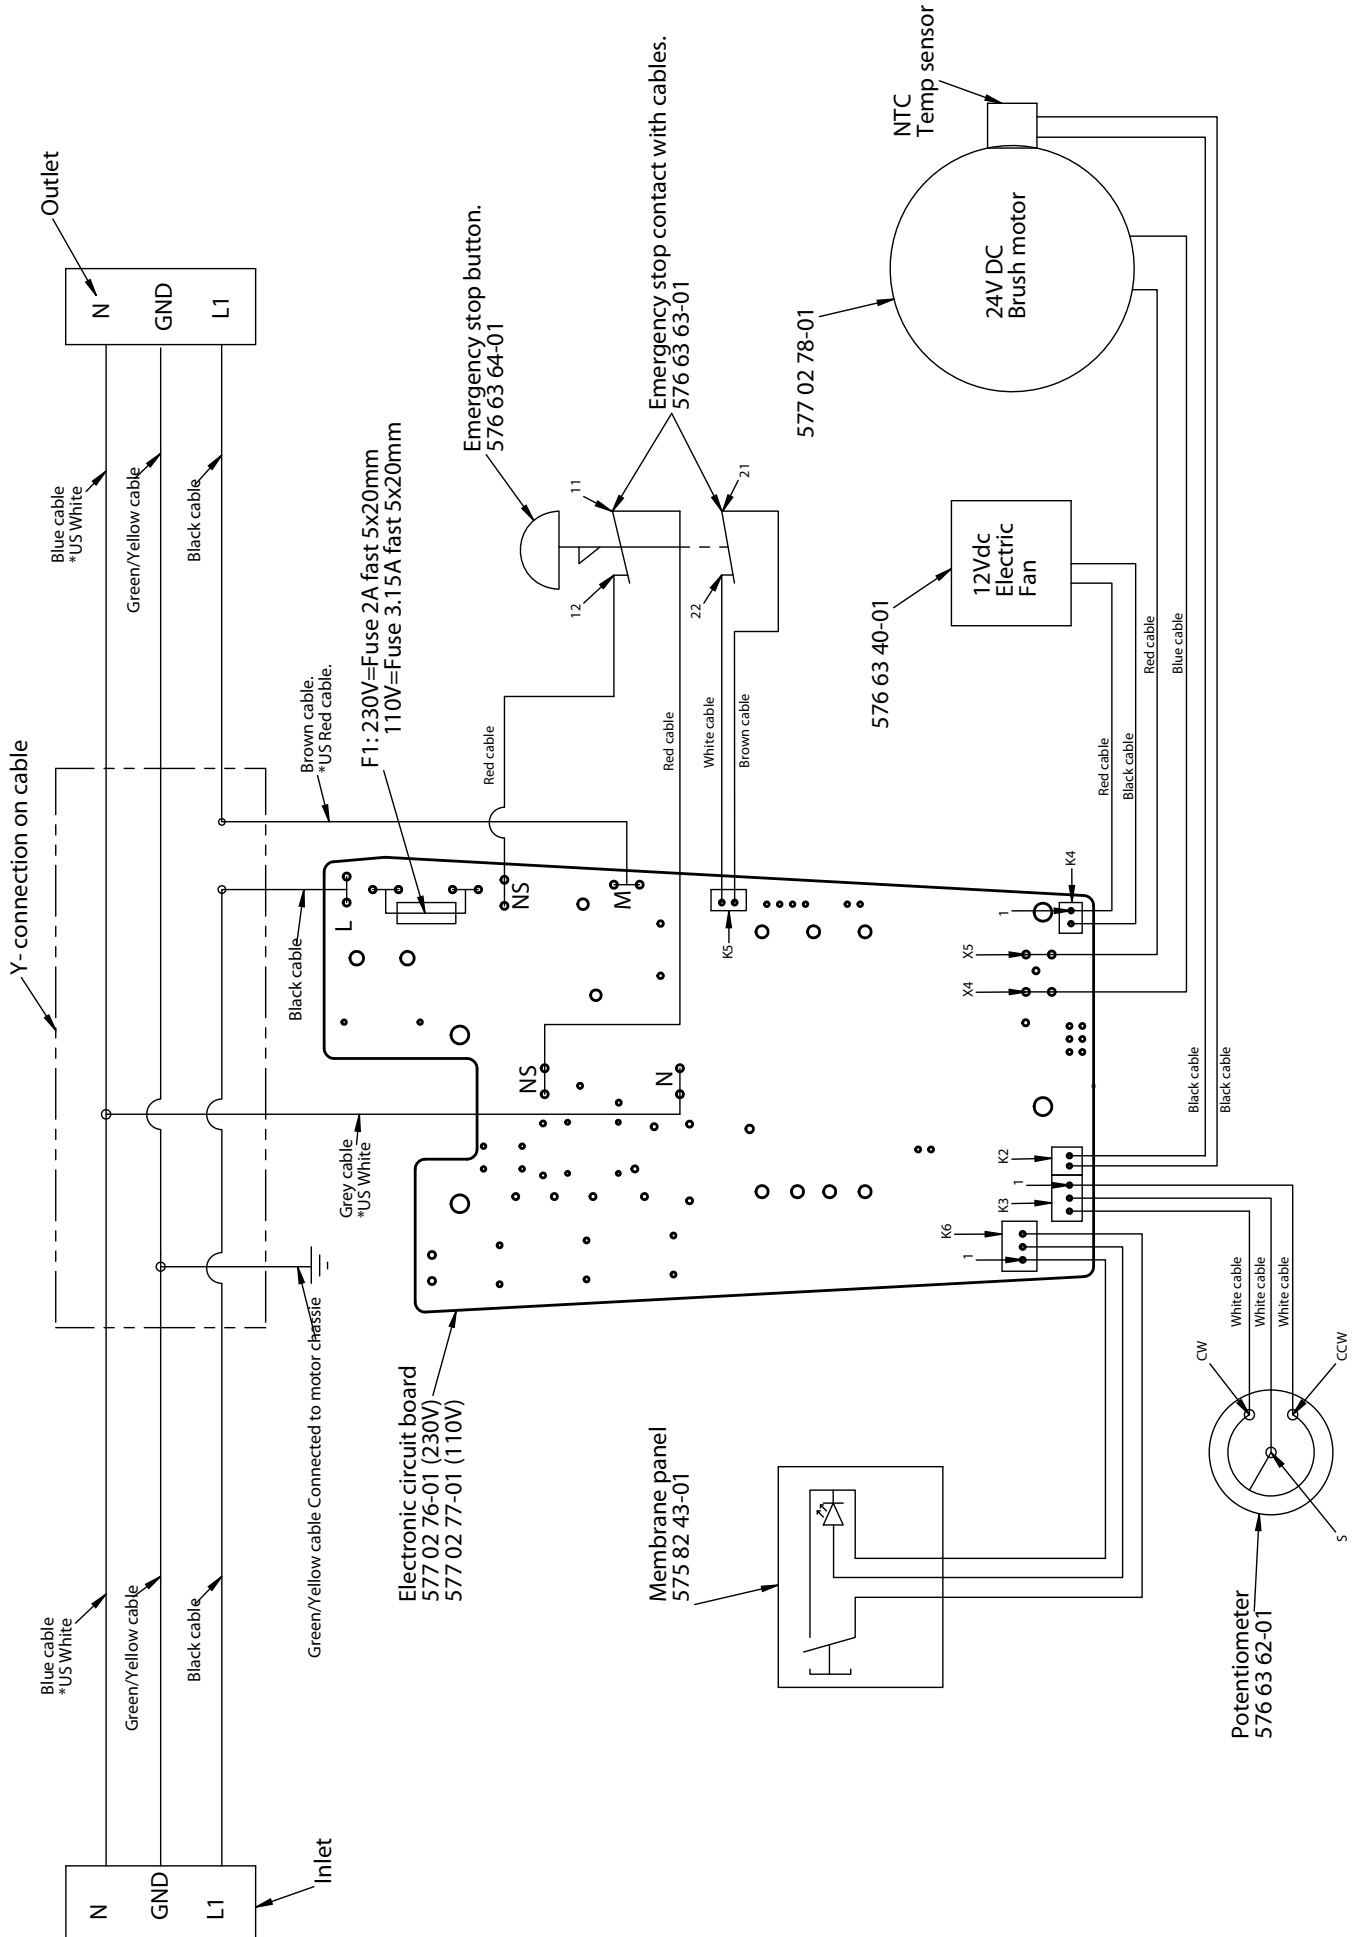 Y- connection on cable
Inlet
N
GND
L1
Blue cable
*US White
Green/Yellow cable
Black cable
Green/Yellow cable Connected to motor chassie
Grey cable
*US White
Black cable
Brown cable.
*US Red cable.
Blue cable
*US White
Green/Yellow cable
Black cable
Outlet
N
GND
L1
F1: 230V=Fuse 2A fast 5x20mm
110V=Fuse 3.15A fast 5x20mm
Emergency stop button.
576 63 64-01
Emergency stop contact with cables.
576 63 63-01
11
12
21
22
Red cable
Red cable
White cable
Brown cable
L
NS
M
NS
N
K5
Electronic circuit board
577 02 76-01 (230V)
577 02 77-01 (110V)
Membrane panel
575 82 43-01
1
K6
K3
1
K2
X4
X5
1
K4
576 63 40-01
12Vdc
Electric
Fan
577 02 78-01
24V DC
Brush motor
NTC
Temp sensor
Red cable
Black cable
Red cable
Blue cable
Black cable
Black cable
White cable
White cable
White cable
CW
CCW
S
Potentiometer
576 63 62-01